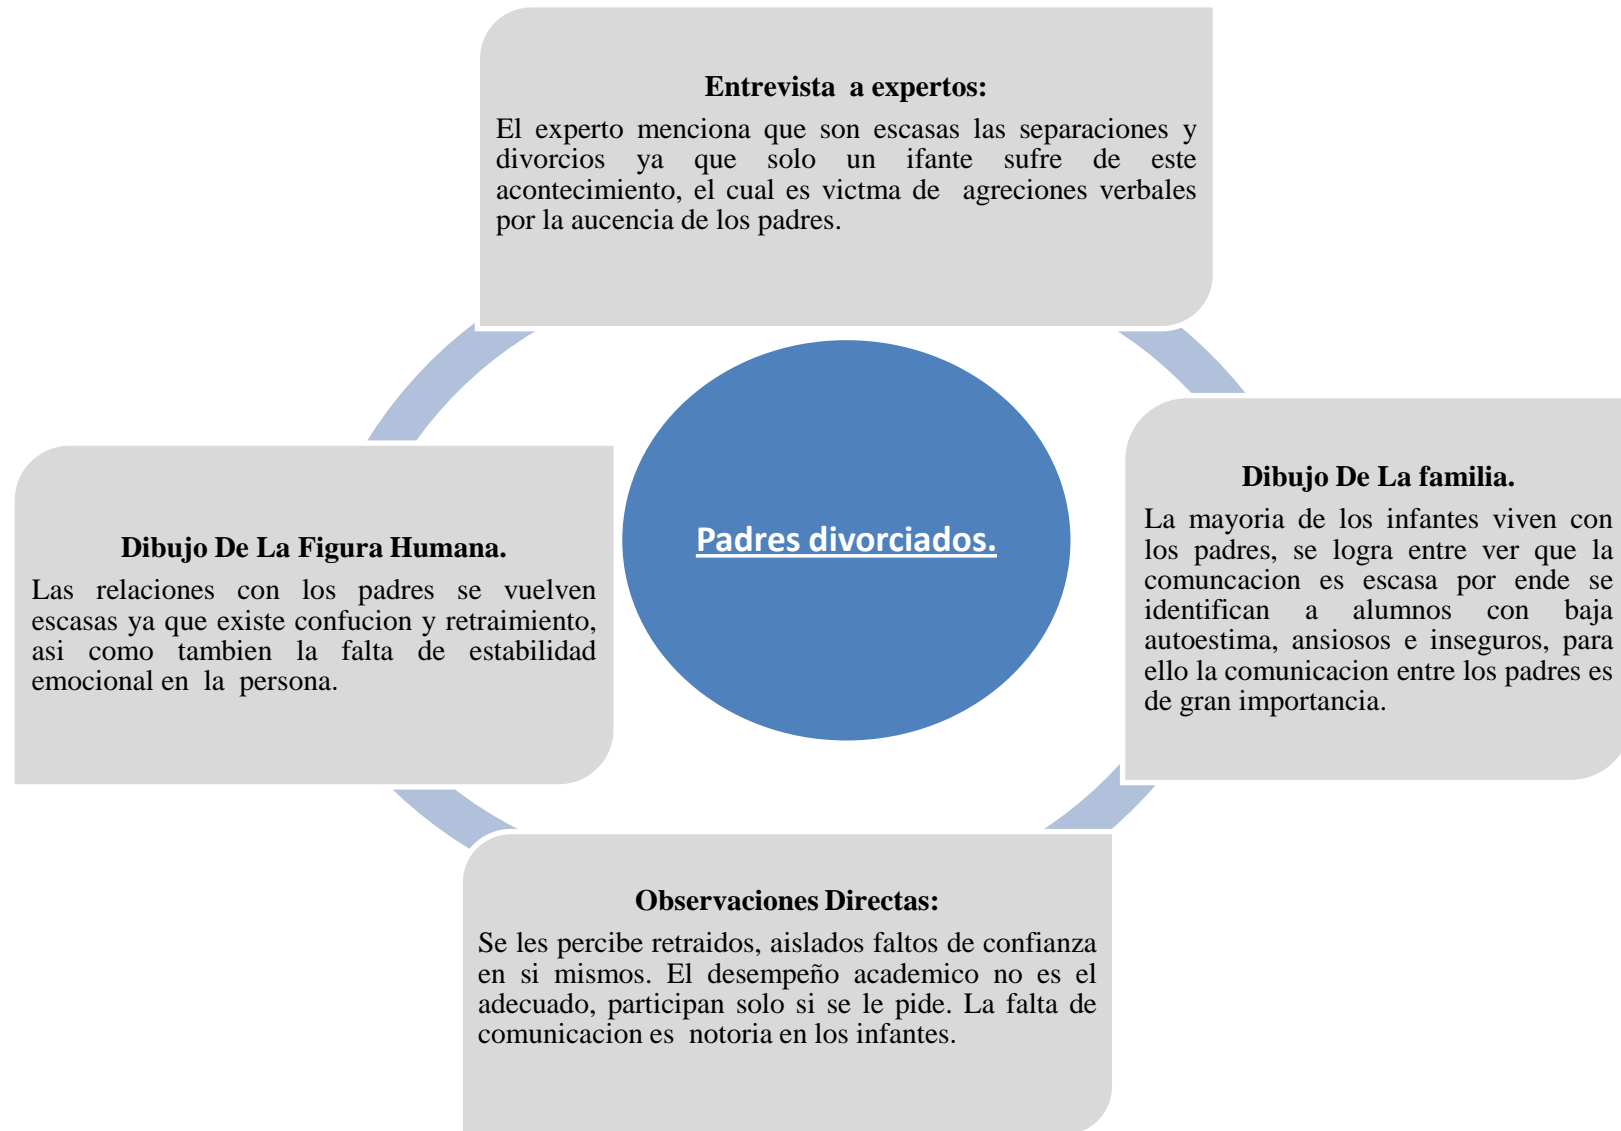 Entrevista a expertos:
El experto menciona que son escasas las separaciones y
divorcios ya que solo un ifante sufre de este
acontecimiento, el cual es victma de agreciones verbales
por la aucencia de los padres.
Padres divorciados.
Dibujo De La familia.
La mayoria de los infantes viven con
los padres, se logra entre ver que la
comuncacion es escasa por ende se
identifican a alumnos con baja
autoestima, ansiosos e inseguros, para
ello la comunicacion entre los padres es
de gran importancia.
Dibujo De La Figura Humana.
Las relaciones con los padres se vuelven
escasas ya que existe confucion y retraimiento,
asi como tambien la falta de estabilidad
emocional en la persona.
Observaciones Directas:
Se les percibe retraidos, aislados faltos de confianza
en si mismos. El desempeño academico no es el
adecuado, participan solo si se le pide. La falta de
comunicacion es notoria en los infantes.